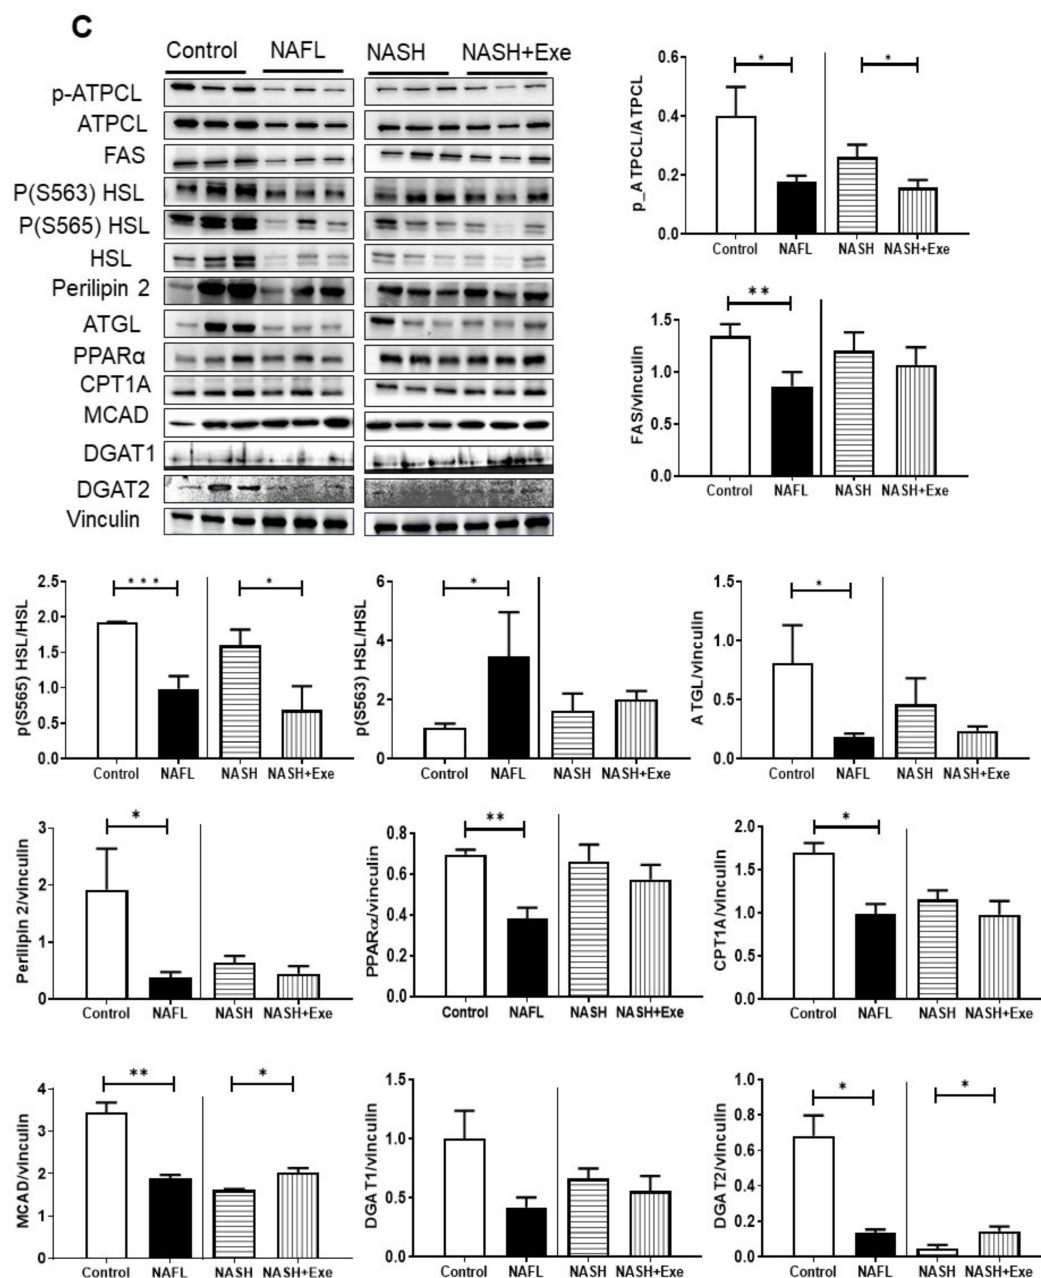 C
Control NAFL NASH NASH+Exe
p-ATPCL
ATPCL
FAS
P(S563) HSL
P(S565) HSL
HSL
Perilipin 2
ATGL
PPARα
CPT1A
MCAD
DGAT1
DGAT2
Vinculin
p_ATPCL/ATPCL
0.6
0.4
0.2
0.0
* *
Control NAFL NASH NASH+Exe
FAS/vinculin
1.5
1.0
0.5
0.0
**
Control NAFL NASH NASH+Exe
p(S565) HSL/HSL
2.5
2.0
1.5
1.0
0.5
0.0
*** *
Control NAFL NASH NASH+Exe
p(S563) HSL/HSL
6
4
2
0
*
Control NAFL NASH NASH+Exe
ATGL/vinculin
1.5
1.0
0.5
0.0
*
Control NAFL NASH NASH+Exe
Perilipin 2/vinculin
3
2
1
0
*
Control NAFL NASH NASH+Exe
PPARα/vinculin
0.8
0.6
0.4
0.2
0.0
**
Control NAFL NASH NASH+Exe
CPT1A/vinculin
2.0
1.5
1.0
0.5
0.0
*
Control NAFL NASH NASH+Exe
MCAD/vinculin
4
3
2
1
0
** *
Control NAFL NASH NASH+Exe
DGAT1/vinculin
1.5
1.0
0.5
0.0
Control NAFL NASH NASH+Exe
DGAT2/vinculin
1.0
0.8
0.6
0.4
0.2
0.0
* *
Control NAFL NASH NASH+Exe